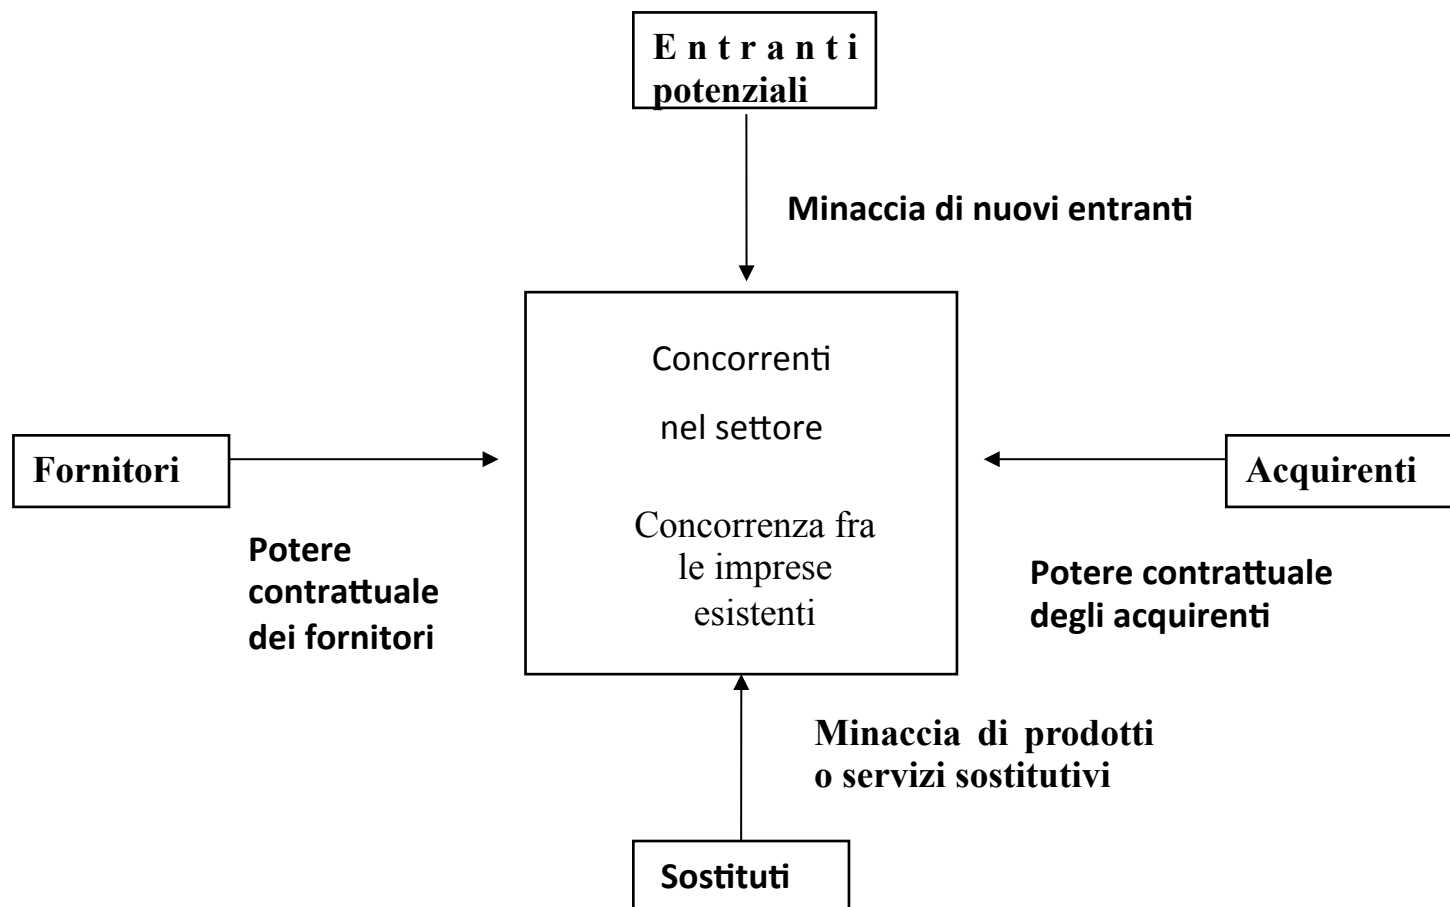 E n t r a n t i
potenziali
Minaccia di nuovi entranti
Concorrenti
nel settore
Fornitori
Acquirenti
Concorrenza fra
le imprese
esistenti
Potere
contrattuale
dei fornitori
Potere contrattuale
degli acquirenti
Minaccia di prodotti
o servizi sostitutivi
Sostituti